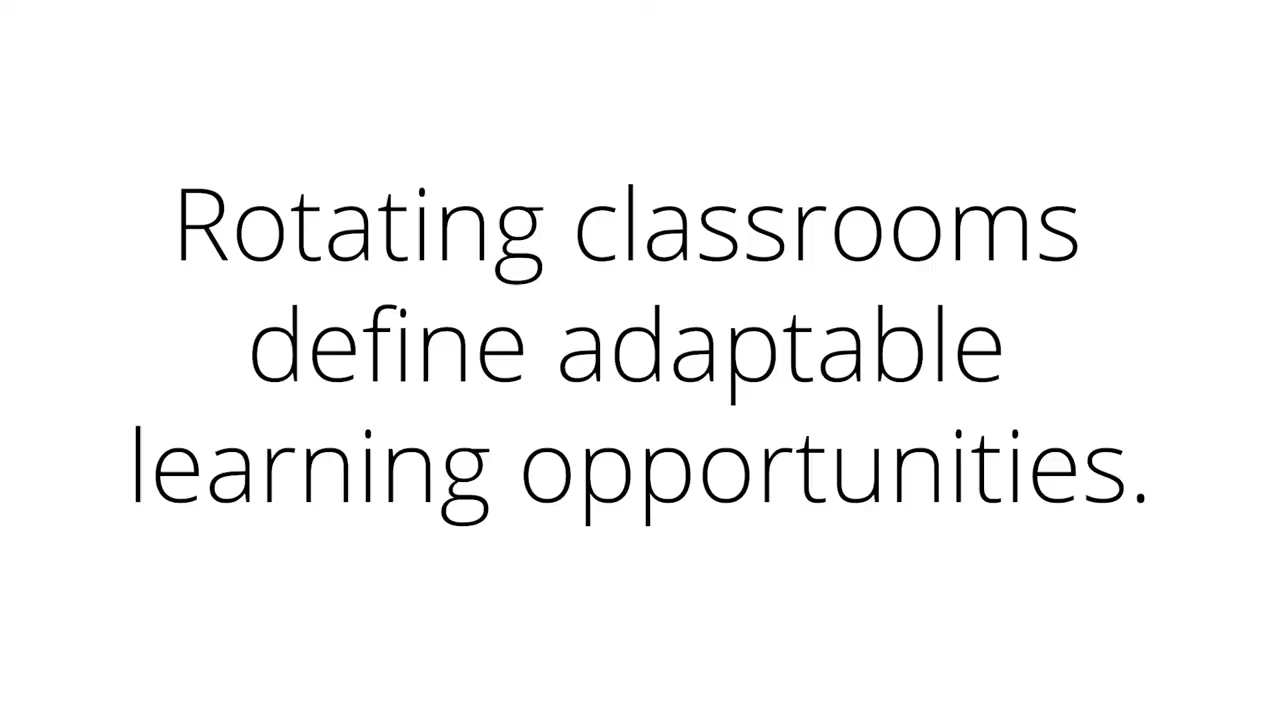 Rotating classrooms
define adaptable
learning opportunities.